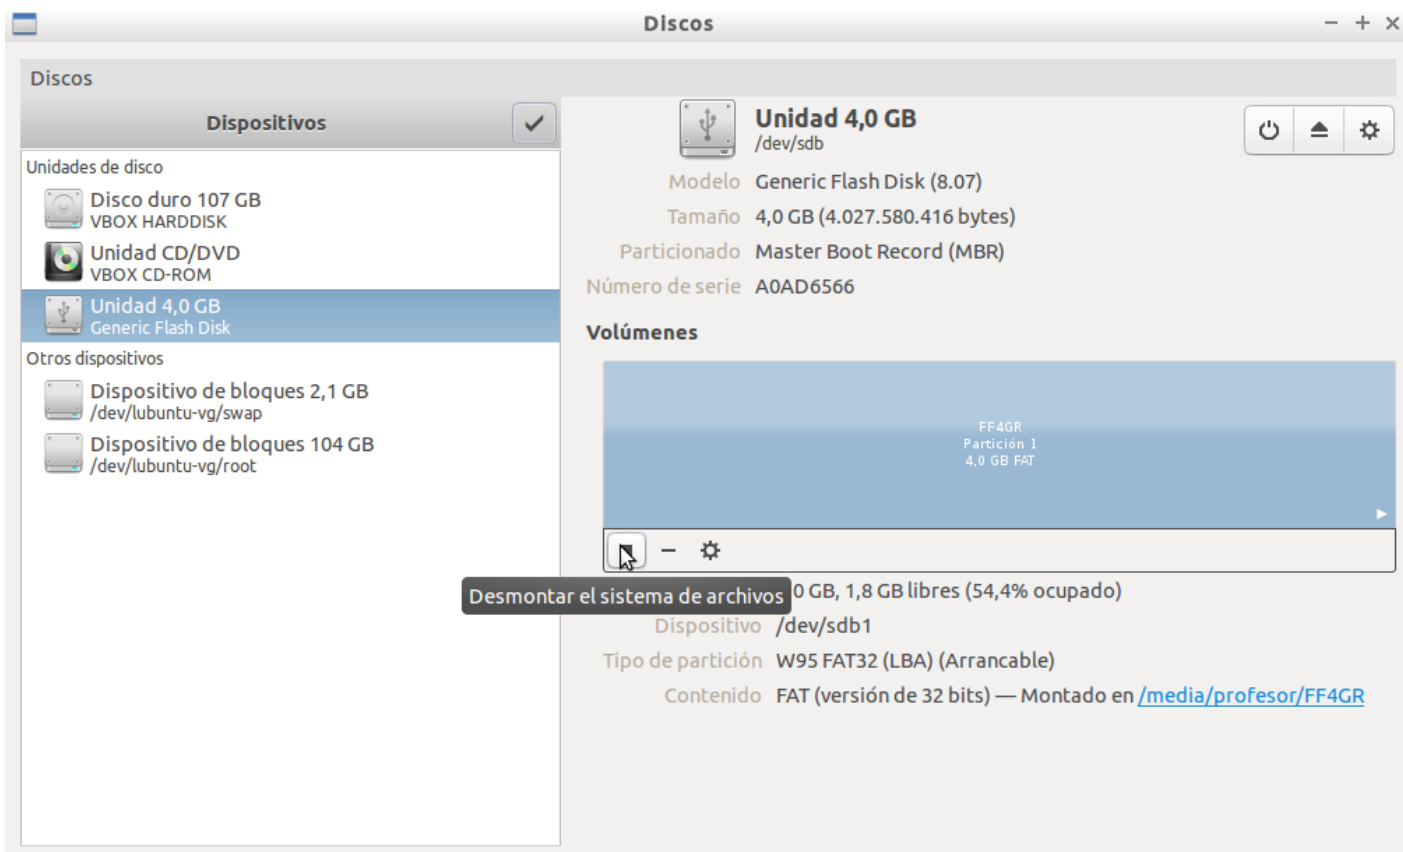 Discos
Discos
Dispositivos
Unidades de disco
Disco duro 107 GB
VBOX HARDDISK
Unidad CD/DVD
VBOX CD-ROM
Unidad 4,0 GB
Generic Flash Disk
Otros dispositivos
Dispositivo de bloques 2,1 GB
/dev/lubuntu-vg/swap
Dispositivo de bloques 104 GB
/dev/lubuntu-vg/root
Unidad 4,0 GB
/dev/sdb
Modelo Generic Flash Disk (8.07)
Tamaño 4,0 GB (4.027.580.416 bytes)
Particionado Master Boot Record (MBR)
Número de serie A0AD6566
Volúmenes
FF4GR
Partición 1
4,0 GB FAT
Desmontar el sistema de archivos
0 GB, 1,8 GB libres (54,4% ocupado)
Dispositivo /dev/sdb1
Tipo de partición W95 FAT32 (LBA) (Arrancable)
Contenido FAT (versión de 32 bits) — Montado en /media/profesor/FF4GR